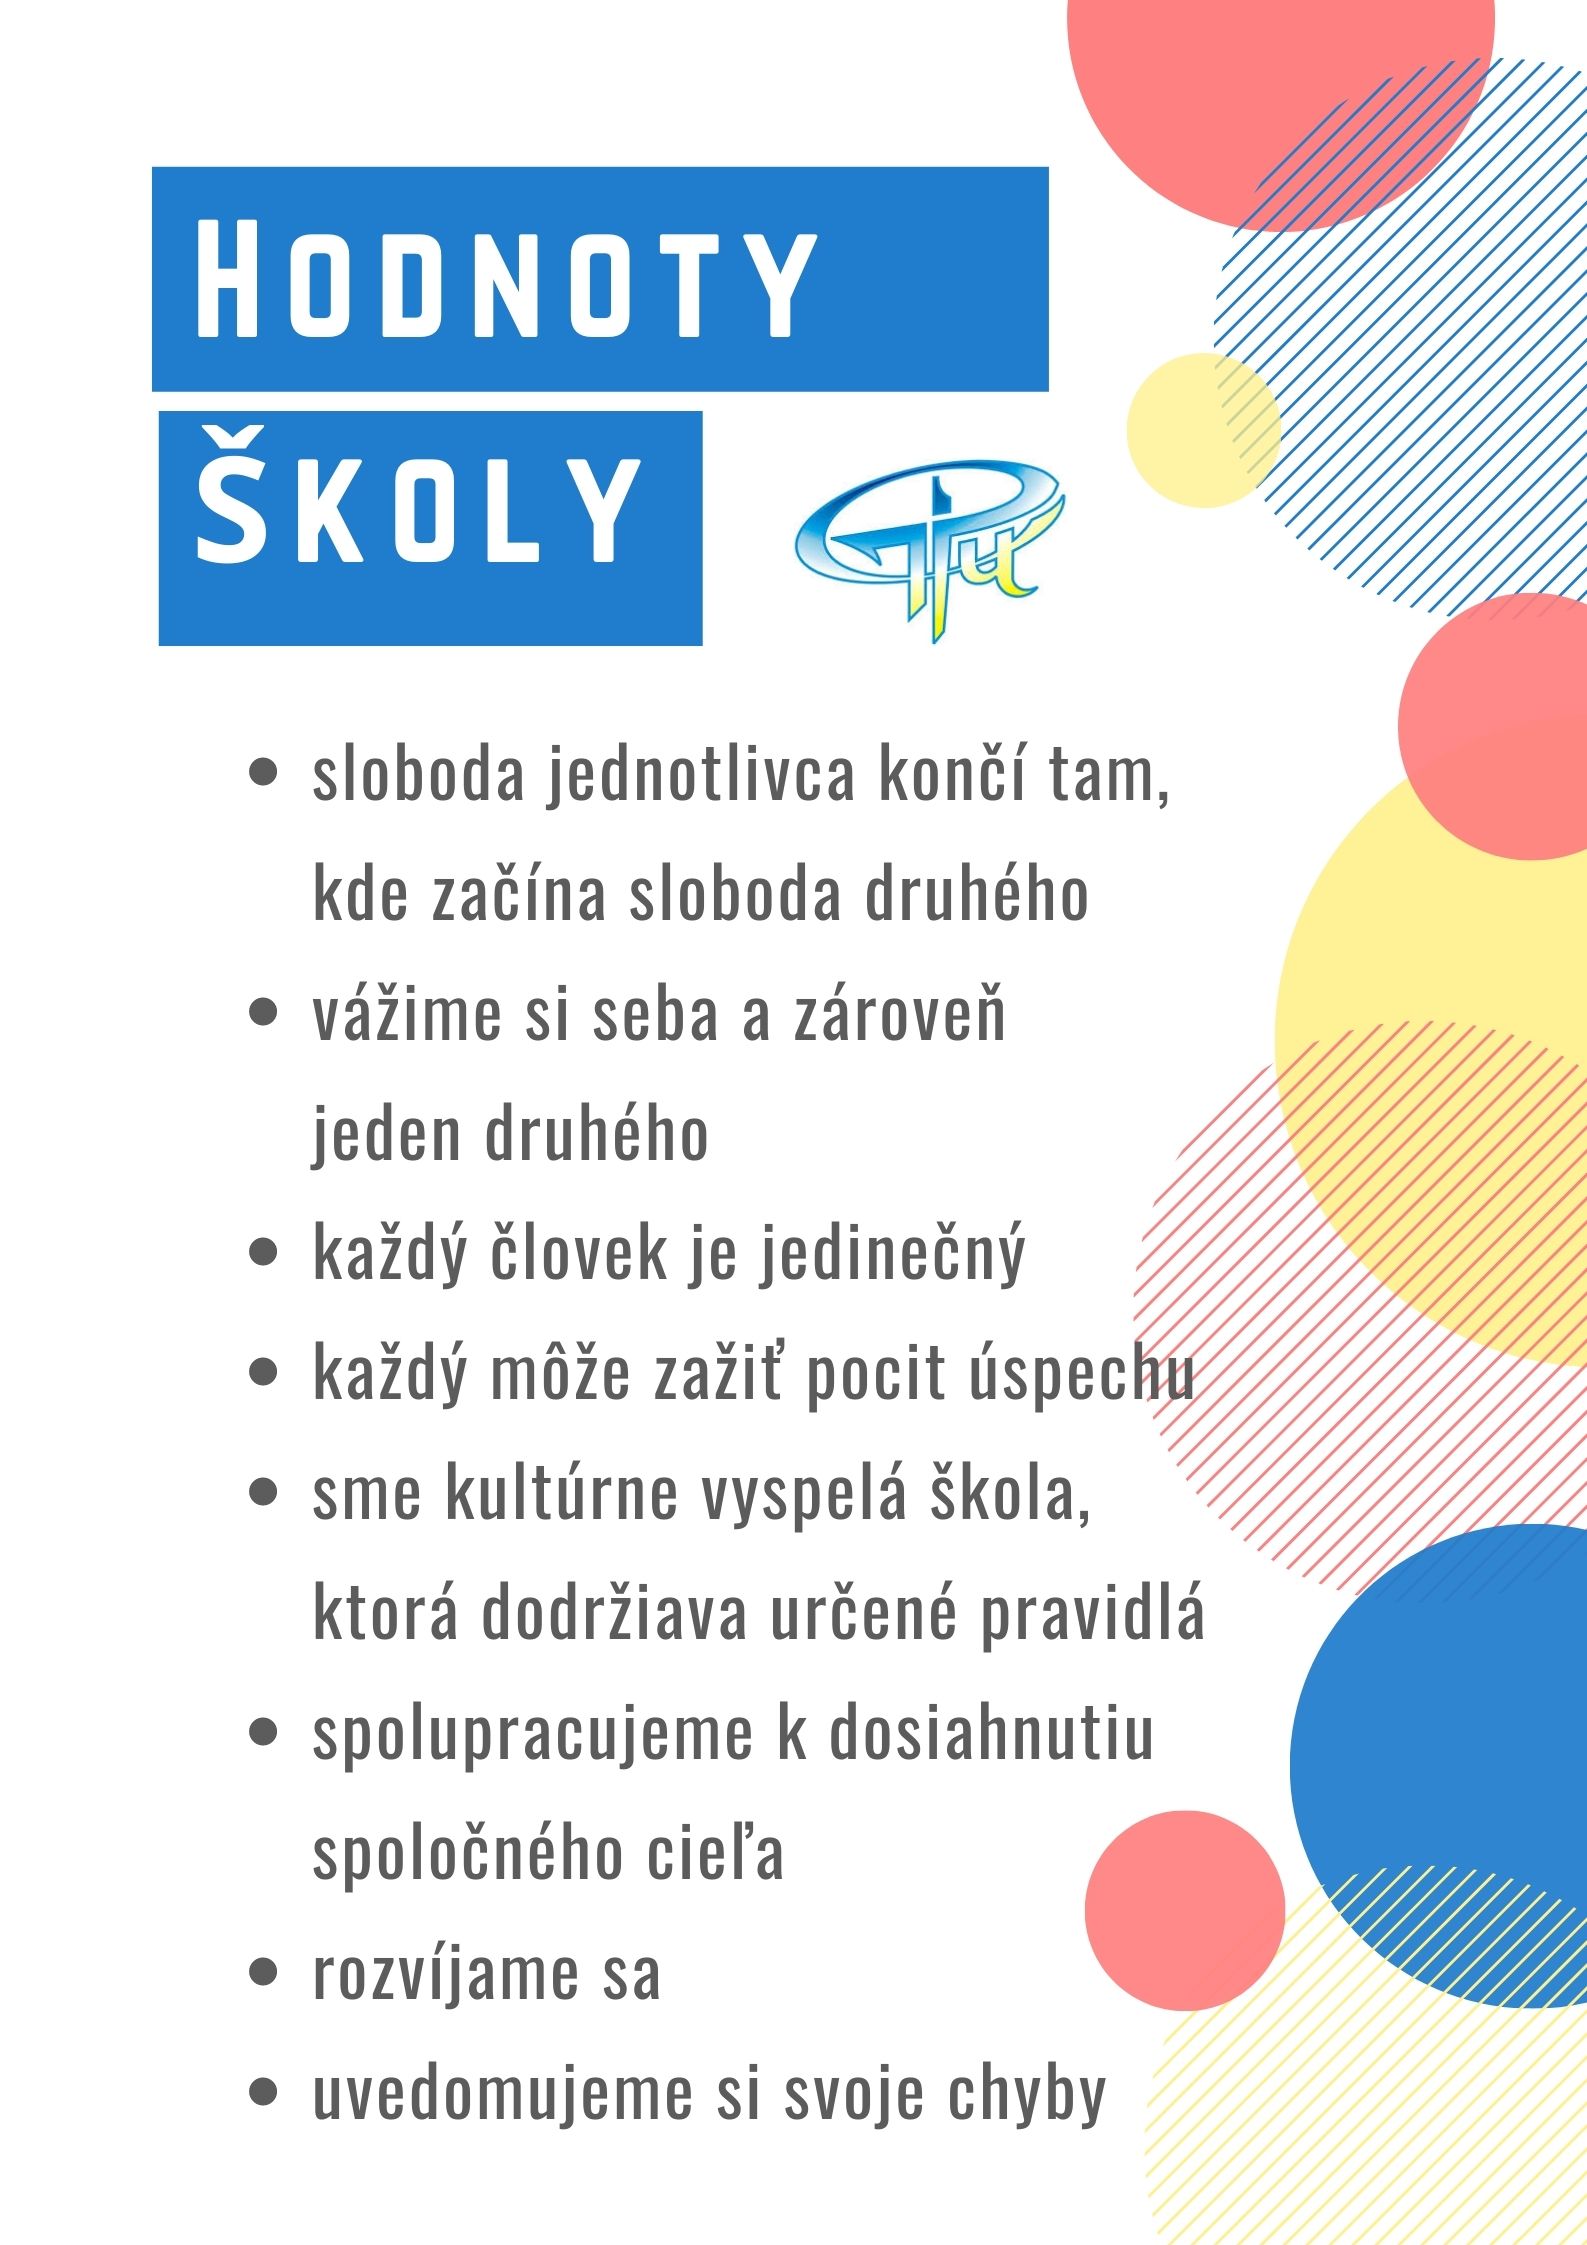 Hodnoty
Školy
• sloboda jednotlivca končí tam,
kde začína sloboda druhého
• vážime si seba a zároveň
jeden druhého
• každý človek je jedinečný
• každý môže zažiť pocit úspechu
• sme kultúrne vyspelá škola,
ktorá dodržiava určené pravidlá
• spolupracujeme k dosiahnutiu
spoločného cieľa
• rozvíjame sa
• uvedomujeme si svoje chyby